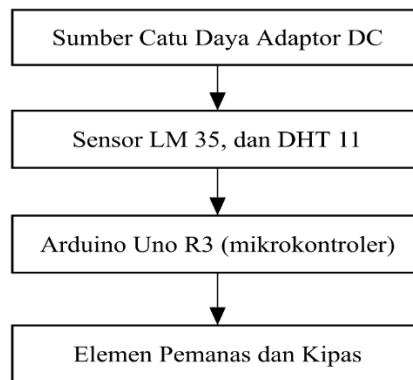 Sumber Catu Daya Adaptor DC
Sensor LM 35, dan DHT 11
Arduino Uno R3 (mikrokontroler)
Elemen Pemanas dan Kipas